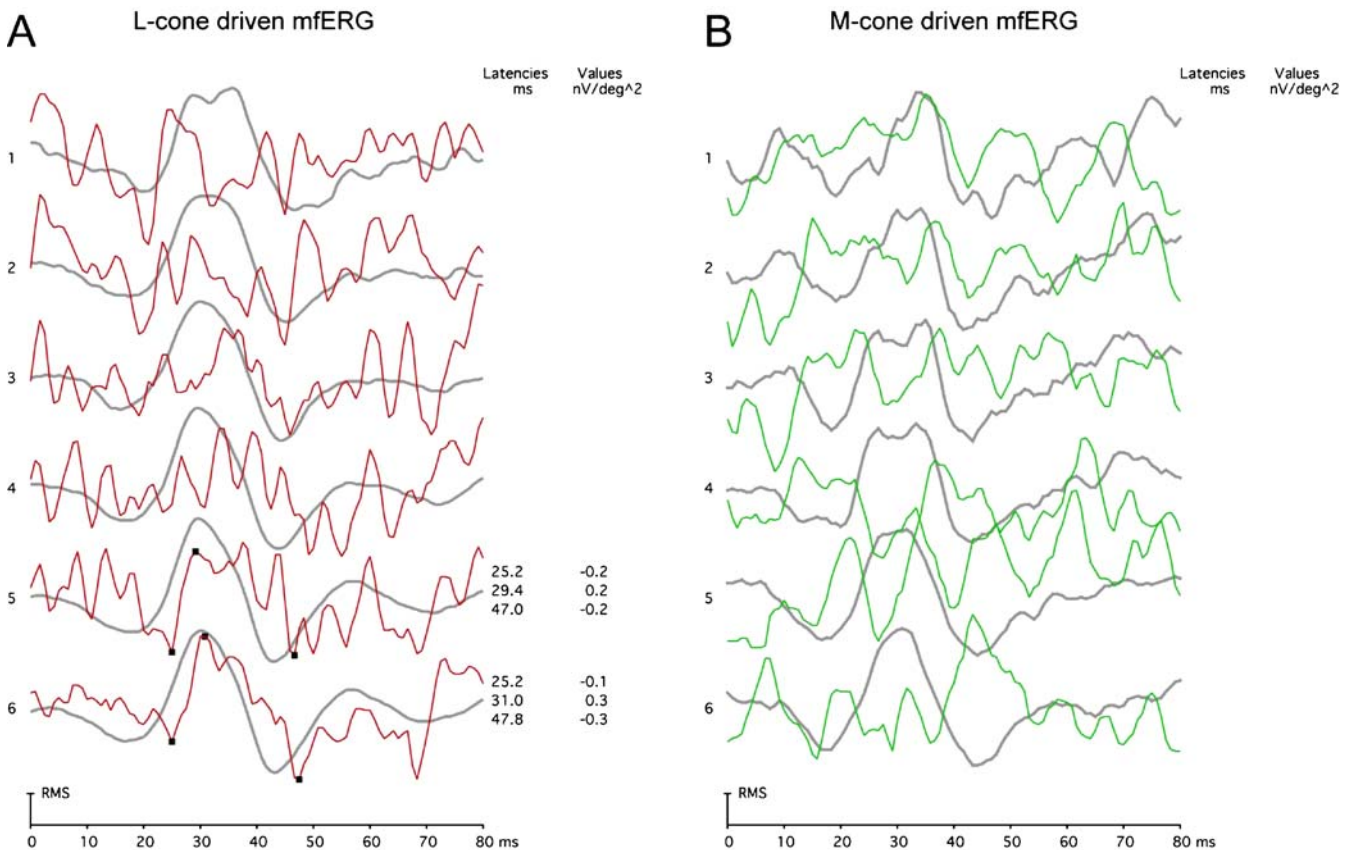 A L-cone driven mfERG
Latencies Values
ms nV/deg^2
1
2
3
4
5
25.2 -0.2
29.4 0.2
47.0 -0.2
6
25.2 -0.1
31.0 0.3
47.8 -0.3
RMS
0 10 20 30 40 50 60 70 80 ms
B M-cone driven mfERG
Latencies Values
ms nV/deg^2
1
2
3
4
5
6
RMS
0 10 20 30 40 50 60 70 80 ms